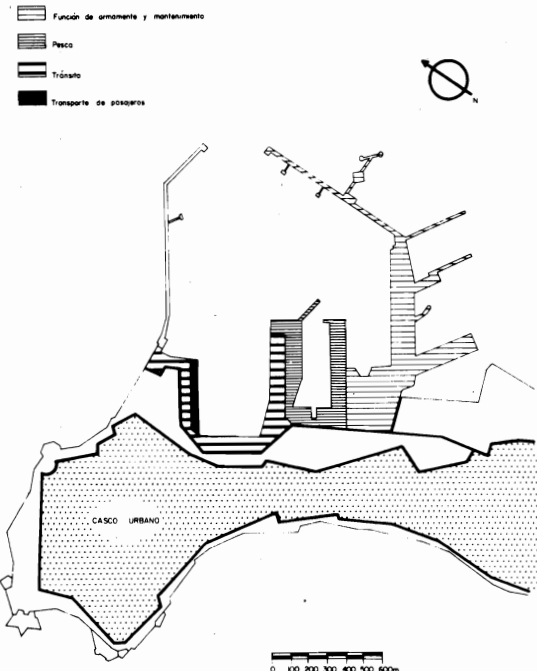 Función de armamento y mantenimiento
Pesca
Tránsito
Transporte de pasajeros
N
CASCO URBANO
0 100 200 300 400 500 600m